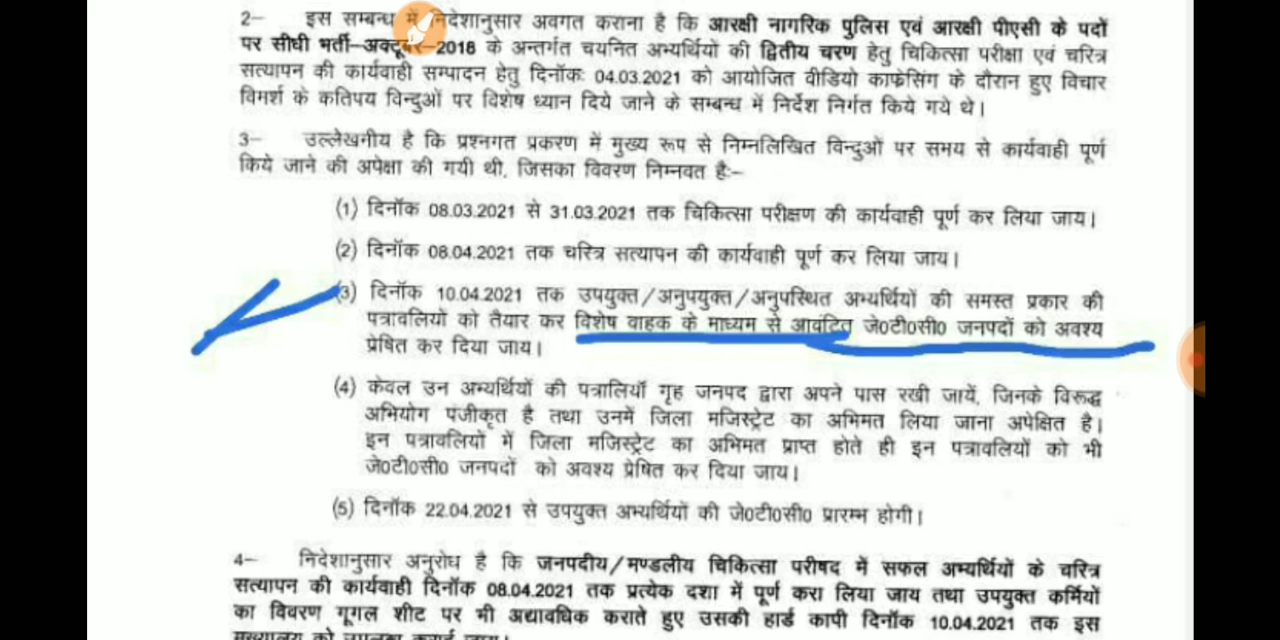 2– इस सम्बन्ध में निदेशानुसार अवगत कराना है कि आरक्षी नागरिक पुलिस एवं आरक्षी पीएसी के पदों
पर सीधी भर्ती–अक्टूबर–2018 के अन्तर्गत चयनित अभ्यर्थियों की द्वितीय चरण हेतु चिकित्सा परीक्षा एवं चरित्र
सत्यापन की कार्यवाही सम्पादन हेतु दिनॉकः 04.03.2021 को आयोजित वीडियो काफ्रेसिंग के दौरान हुए विचार
विमर्श के कतिपय विन्दुओं पर विशेष ध्यान दिये जाने के सम्बन्ध में निर्देश निर्गत किये गये थे।
3– उल्लेखनीय है कि प्रश्नगत प्रकरण में मुख्य रूप से निम्नलिखित विन्दुओं पर समय से कार्यवाही पूर्ण
किये जाने की अपेक्षा की गयी थी, जिसका विवरण निम्नवत हैः–
(1) दिनॉक 08.03.2021 से 31.03.2021 तक चिकित्सा परीक्षण की कार्यवाही पूर्ण कर लिया जाय।
(2) दिनॉक 08.04.2021 तक चरित्र सत्यापन की कार्यवाही पूर्ण कर लिया जाय।
(3) दिनॉक 10.04.2021 तक उपयुक्त/अनुपयुक्त/अनुपस्थित अभ्यर्थियों की समस्त प्रकार की
पत्रावलियों को तैयार कर विशेष वाहक के माध्यम से आवंटित जे0टी0सी0 जनपदों को अवश्य
प्रेषित कर दिया जाय।
(4) केवल उन अभ्यर्थियों की पत्रालियॉ गृह जनपद द्वारा अपने पास रखी जायें, जिनके विरूद्ध
अभियोग पंजीकृत है तथा उनमें जिला मजिस्ट्रेट का अभिमत लिया जाना अपेक्षित है।
इन पत्रावलियों में जिला मजिस्ट्रेट का अभिमत प्राप्त होते ही इन पत्रावलियों को भी
जे0टी0सी0 जनपदों को अवश्य प्रेषित कर दिया जाय।
(5) दिनॉक 22.04.2021 से उपयुक्त अभ्यर्थियों की जे0टी0सी0 प्रारम्भ होगी।
4– निदेशानुसार अनुरोध है कि जनपदीय/मण्डलीय चिकित्सा परीषद में सफल अभ्यर्थियों के चरित्र
सत्यापन की कार्यवाही दिनॉक 08.04.2021 तक प्रत्येक दशा में पूर्ण करा लिया जाय तथा उपयुक्त कर्मियों
का विवरण गूगल शीट पर भी अद्यावधिक कराते हुए उसकी हार्ड कापी दिनॉक 10.04.2021 तक इस